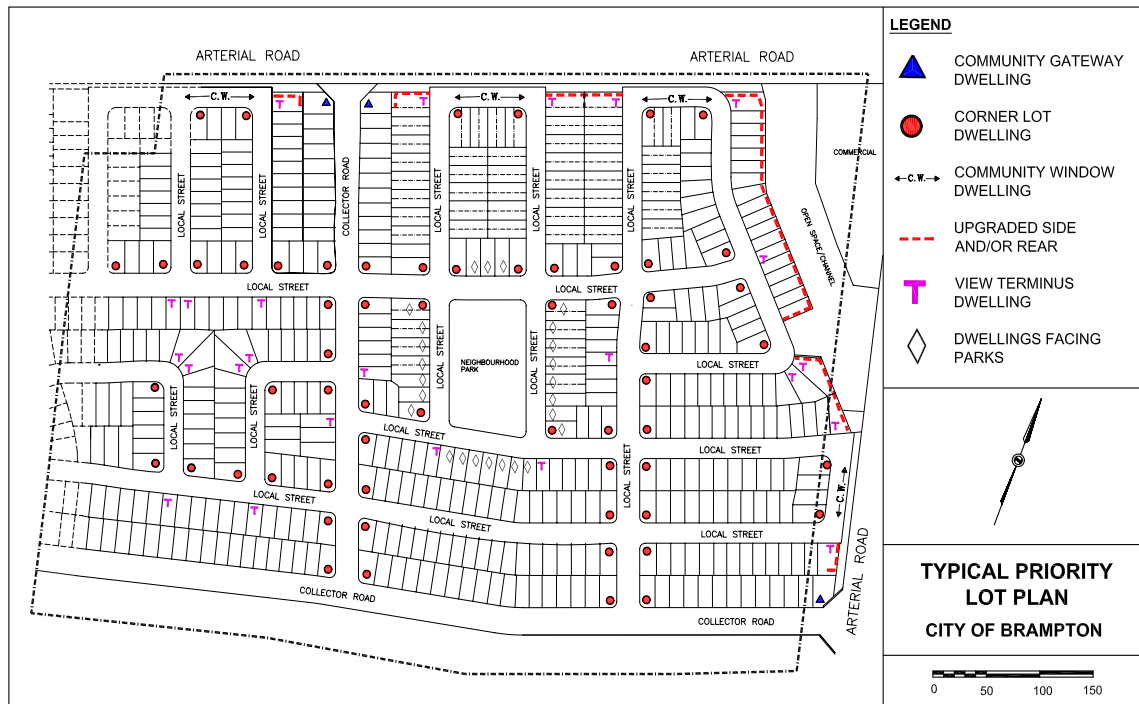 ARTERIAL ROAD
ARTERIAL ROAD
C.W.
C.W.
C.W.
COMMERCIAL
LOCAL STREET
LOCAL STREET
COLLECTOR ROAD
LOCAL STREET
LOCAL STREET
LOCAL STREET
OPEN SPACE/CHANNEL
LOCAL STREET
LOCAL STREET
LOCAL STREET
NEIGHBOURHOOD
PARK
LOCAL STREET
LOCAL STREET
LOCAL STREET
LOCAL STREET
LOCAL STREET
LOCAL STREET
LOCAL STREET
LOCAL STREET
C.W.
LOCAL STREET
LOCAL STREET
LOCAL STREET
COLLECTOR ROAD
COLLECTOR ROAD
ARTERIAL ROAD
LEGEND
COMMUNITY GATEWAY
DWELLING
CORNER LOT
DWELLING
C.W.
COMMUNITY WINDOW
DWELLING
UPGRADED SIDE
AND/OR REAR
VIEW TERMINUS
DWELLING
DWELLINGS FACING
PARKS
TYPICAL PRIORITY
LOT PLAN
CITY OF BRAMPTON
0 50 100 150